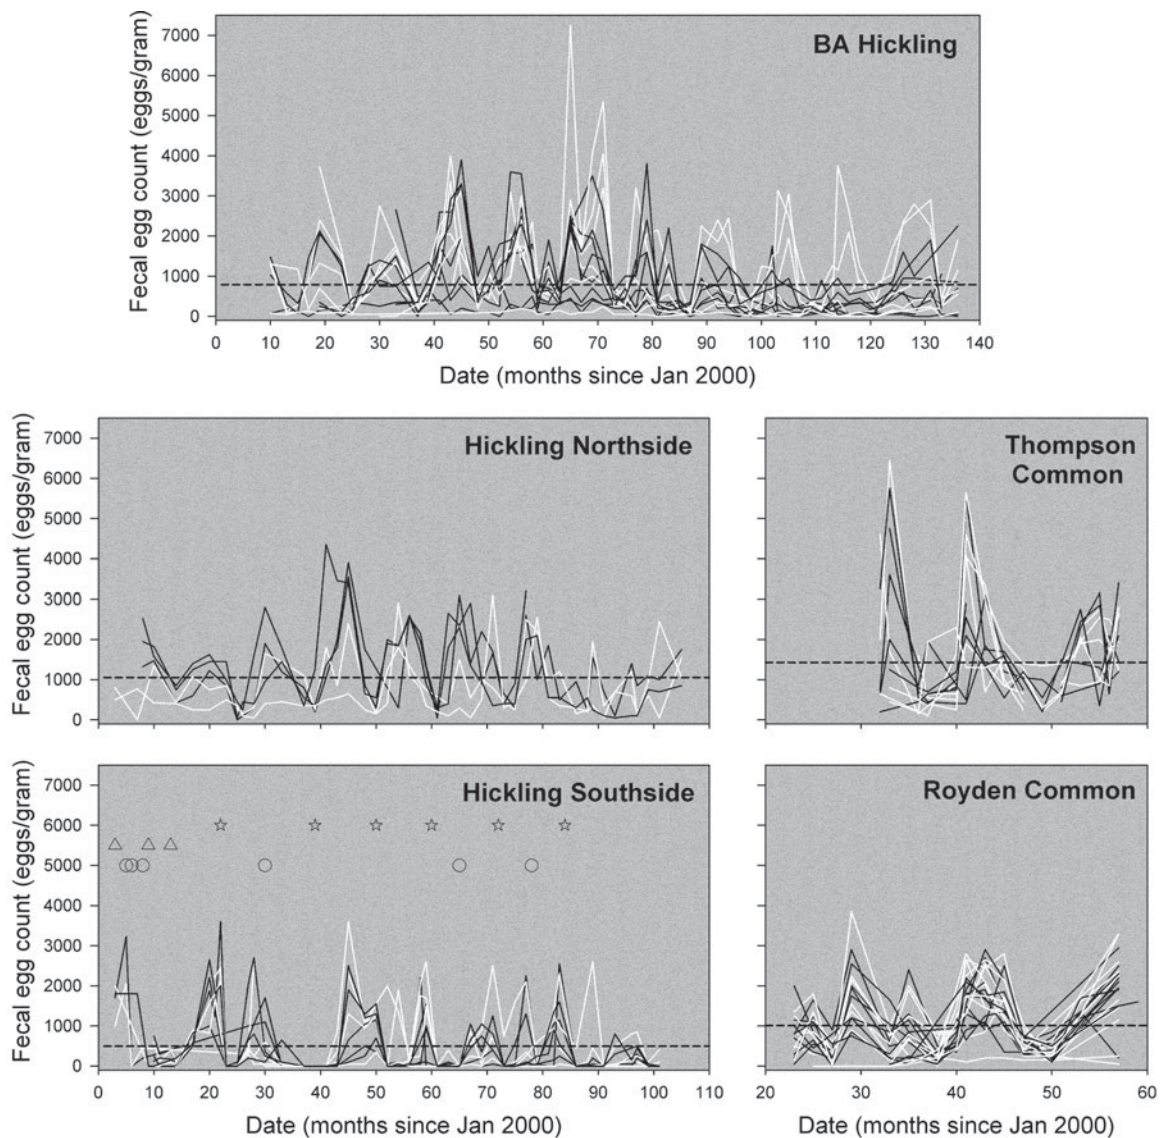 BA Hickling
Fecal egg count (eggs/gram)
7000
6000
5000
4000
3000
2000
1000
0
0 10 20 30 40 50 60 70 80 90 100 110 120 130 140
Date (months since Jan 2000)
Hickling Northside
Fecal egg count (eggs/gram)
7000
6000
5000
4000
3000
2000
1000
0
Thompson
Common
Hickling Southside
Fecal egg count (eggs/gram)
7000
6000
5000
4000
3000
2000
1000
0
0 10 20 30 40 50 60 70 80 90 100 110
Date (months since Jan 2000)
Royden Common
20 30 40 50 60
Date (months since Jan 2000)